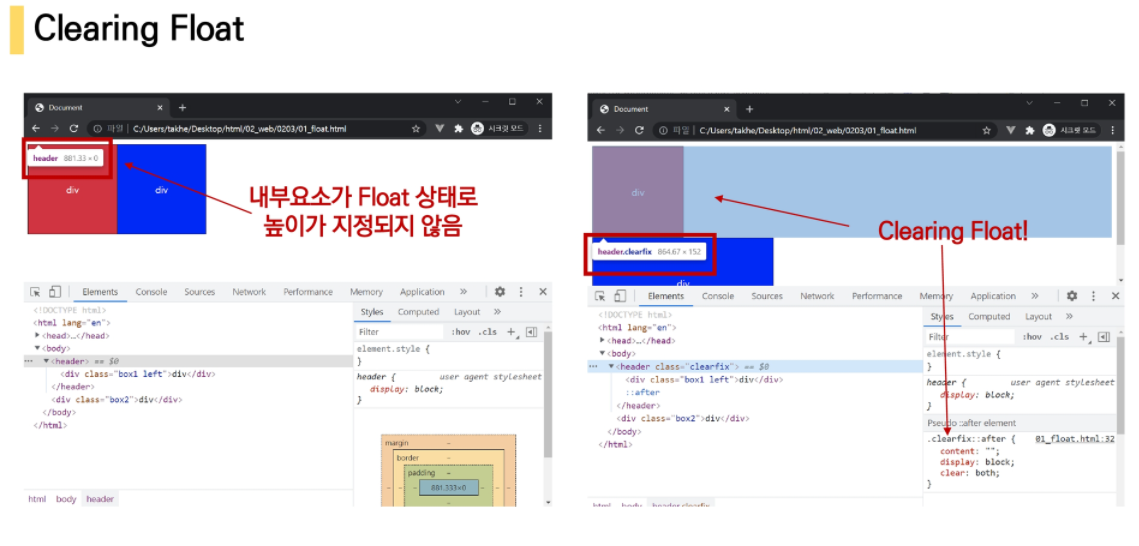 Clearing Float
Document
파일 C:/Users/takhe/Desktop/html/02_web/0203/01_float.html 시크릿 모드
header 881.33 × 0
div div
내부요소가 Float 상태로
높이가 지정되지 않음
Elements Console Sources Network Performance Memory Application »
<!DOCTYPE html>
<html lang="en">
<head>…</head>
<body>
<header> == $0
<div class="box1 left">div</div>
</header>
<div class="box2">div</div>
</body>
</html>
html body header
Styles Computed Layout »
Filter :hov .cls +
element.style {
}
header { user agent stylesheet
display: block;
}
margin –
border –
padding –
881.333×0
Document
파일 C:/Users/takhe/Desktop/html/02_web/0203/01_float.html 시크릿 모드
div
Clearing Float!
header.clearfix 864.67 × 152
div
Elements Console Sources Network Performance Memory Application »
<!DOCTYPE html>
<html lang="en">
<head>…</head>
<body>
<header class="clearfix"> == $0
<div class="box1 left">div</div>
::after
</header>
<div class="box2">div</div>
</body>
</html>
html body header.clearfix
Styles Computed Layout »
Filter :hov .cls +
element.style {
}
header { user agent stylesheet
display: block;
}
Pseudo ::after element
.clearfix::after { 01_float.html:32
content: "";
display: block;
clear: both;
}